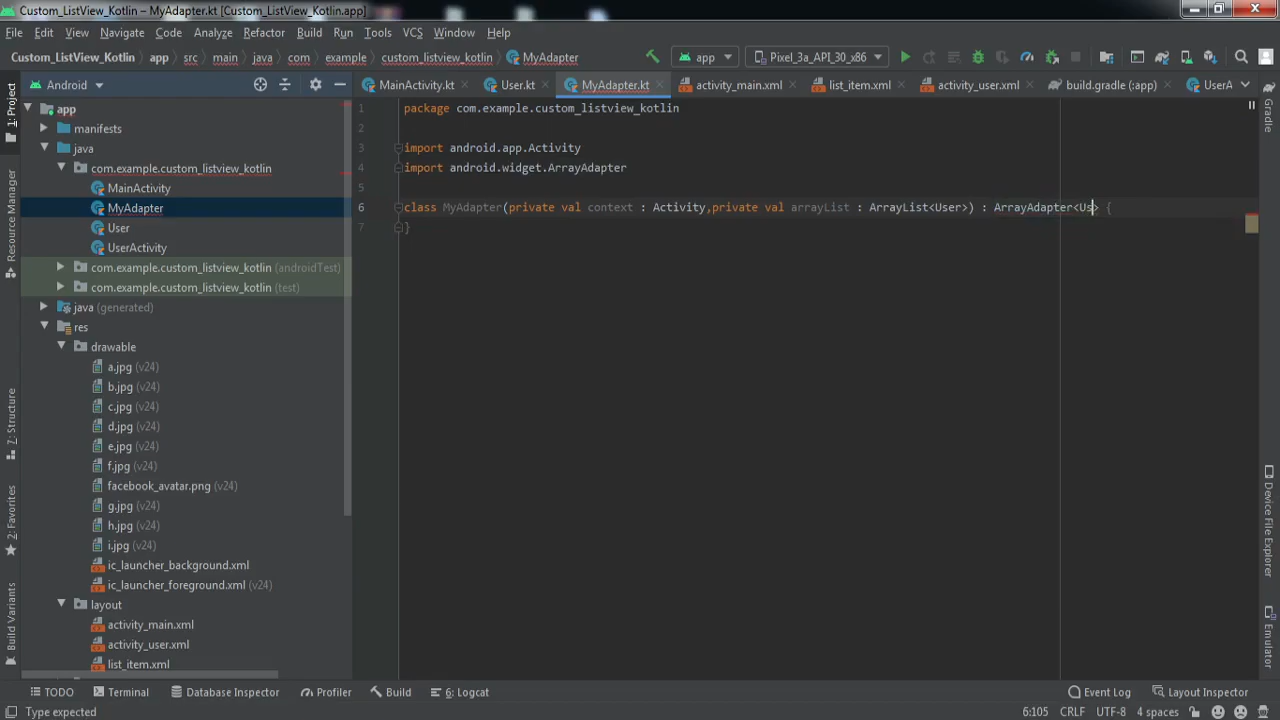 Custom_ListView_Kotlin – MyAdapter.kt [Custom_ListView_Kotlin.app]
File Edit View Navigate Code Analyze Refactor Build Run Tools VCS Window Help
Custom_ListView_Kotlin app src main java com example custom_listview_kotlin MyAdapter app Pixel_3a_API_30_x86
Android MainActivity.kt User.kt MyAdapter.kt activity_main.xml list_item.xml activity_user.xml build.gradle (:app) UserA
1: Project
Resource Manager
7: Structure
2: Favorites
Build Variants
app
manifests
java
com.example.custom_listview_kotlin
MainActivity
MyAdapter
User
UserActivity
com.example.custom_listview_kotlin (androidTest)
com.example.custom_listview_kotlin (test)
java (generated)
res
drawable
a.jpg (v24)
b.jpg (v24)
c.jpg (v24)
d.jpg (v24)
e.jpg (v24)
f.jpg (v24)
facebook_avatar.png (v24)
g.jpg (v24)
h.jpg (v24)
i.jpg (v24)
ic_launcher_background.xml
ic_launcher_foreground.xml (v24)
layout
activity_main.xml
activity_user.xml
list_item.xml
1 package com.example.custom_listview_kotlin
2
3 import android.app.Activity
4 import android.widget.ArrayAdapter
5
6 class MyAdapter(private val context : Activity,private val arrayList : ArrayList<User>) : ArrayAdapter<Us> {
7 }
Gradle
Device File Explorer
Emulator
TODO Terminal Database Inspector Profiler Build 6: Logcat Event Log Layout Inspector
Type expected 6:105 CRLF UTF-8 4 spaces